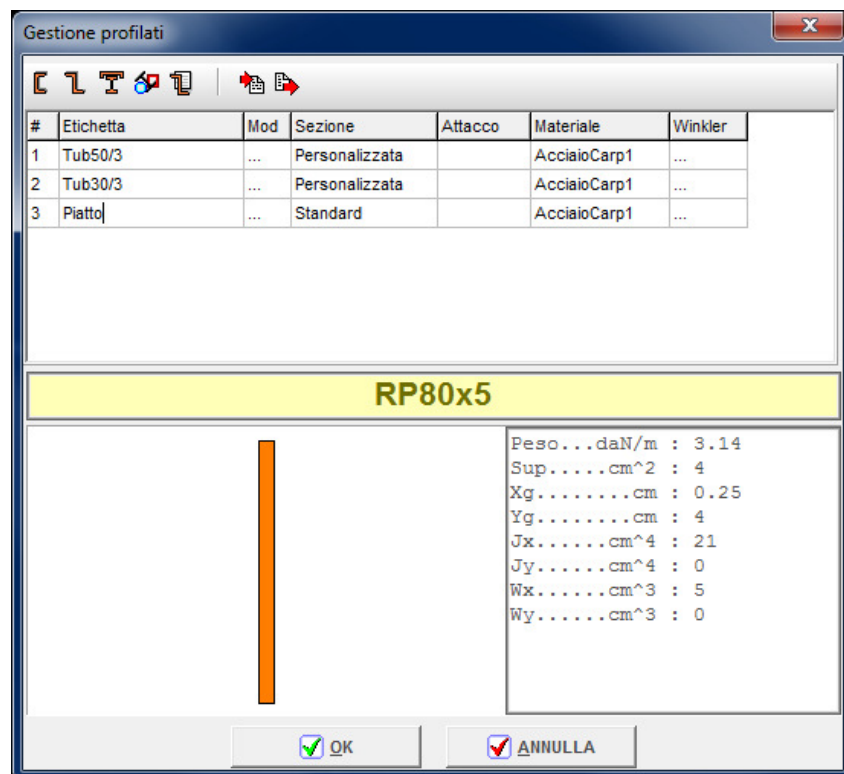 Gestione profilati
# Etichetta Mod Sezione Attacco Materiale Winkler
1 Tub50/3 ... Personalizzata AcciaioCarp1 ...
2 Tub30/3 ... Personalizzata AcciaioCarp1 ...
3 Piatto ... Standard AcciaioCarp1 ...
RP80x5
Peso...daN/m : 3.14
Sup.....cm^2 : 4
Xg........cm : 0.25
Yg........cm : 4
Jx......cm^4 : 21
Jy......cm^4 : 0
Wx......cm^3 : 5
Wy......cm^3 : 0
OK ANNULLA